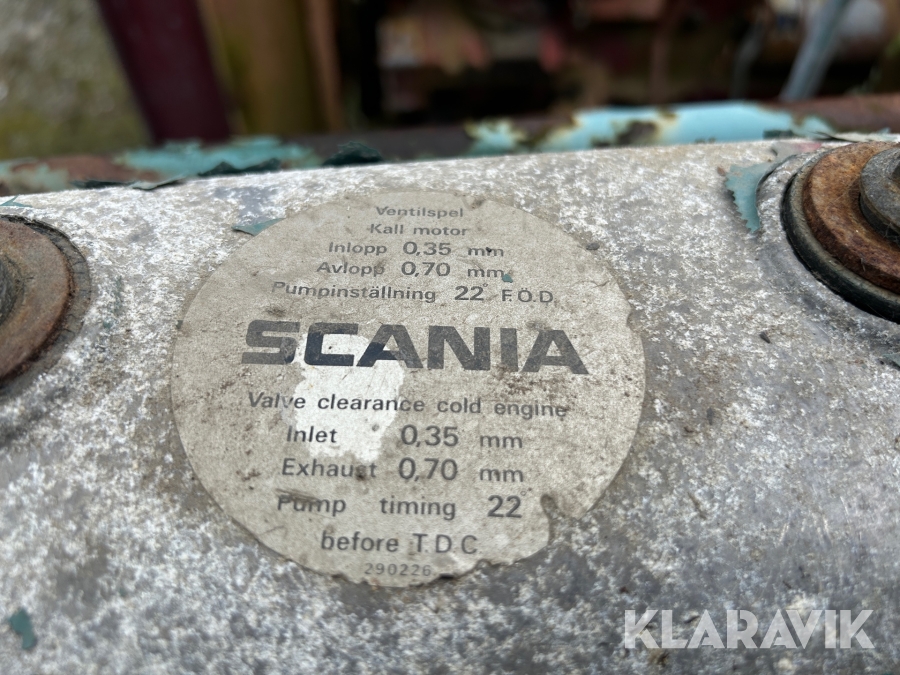 Ventilspel
Kall motor
Inlopp 0,35 mm
Avlopp 0,70 mm
Pumpinställning 22 F.Ö.D.
SCANIA
Valve clearance cold engine
Inlet 0,35 mm
Exhaust 0,70 mm
Pump timing 22
before T.D.C
290226
KLARAVIK